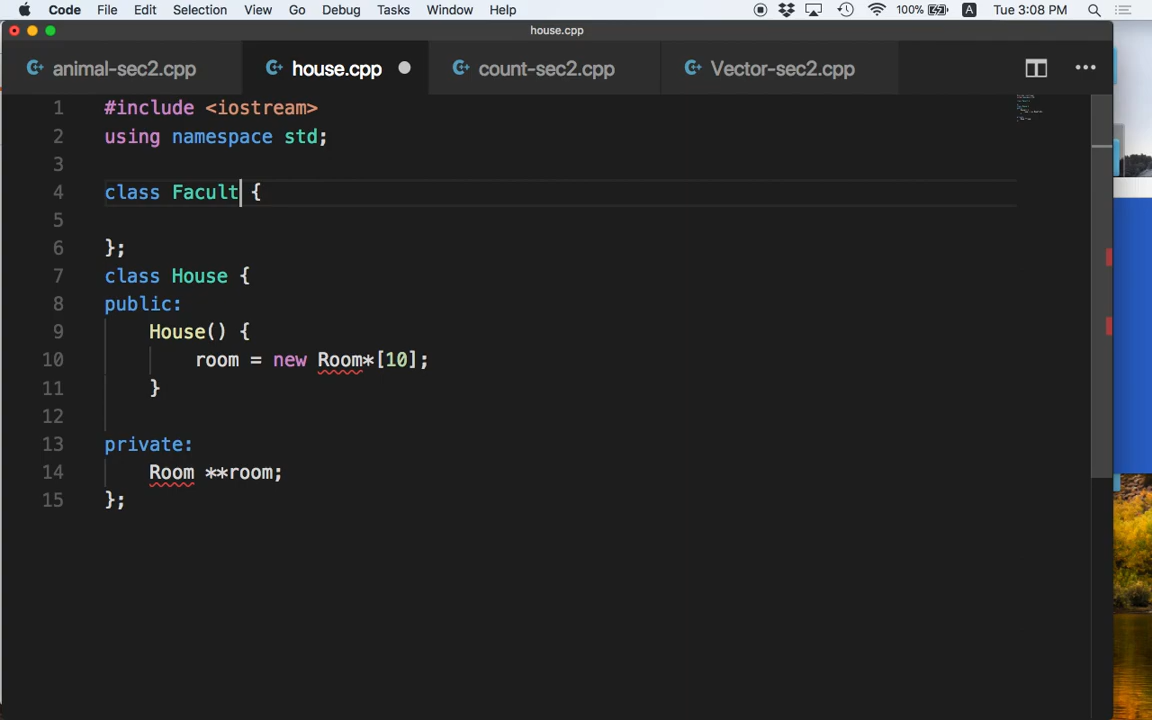 Code File Edit Selection View Go Debug Tasks Window Help 100% A Tue 3:08 PM
house.cpp
animal-sec2.cpp house.cpp count-sec2.cpp Vector-sec2.cpp
1 #include <iostream>
2 using namespace std;
3
4 class Facult {
5
6 };
7 class House {
8 public:
9 House() {
10 room = new Room*[10];
11 }
12
13 private:
14 Room **room;
15 };